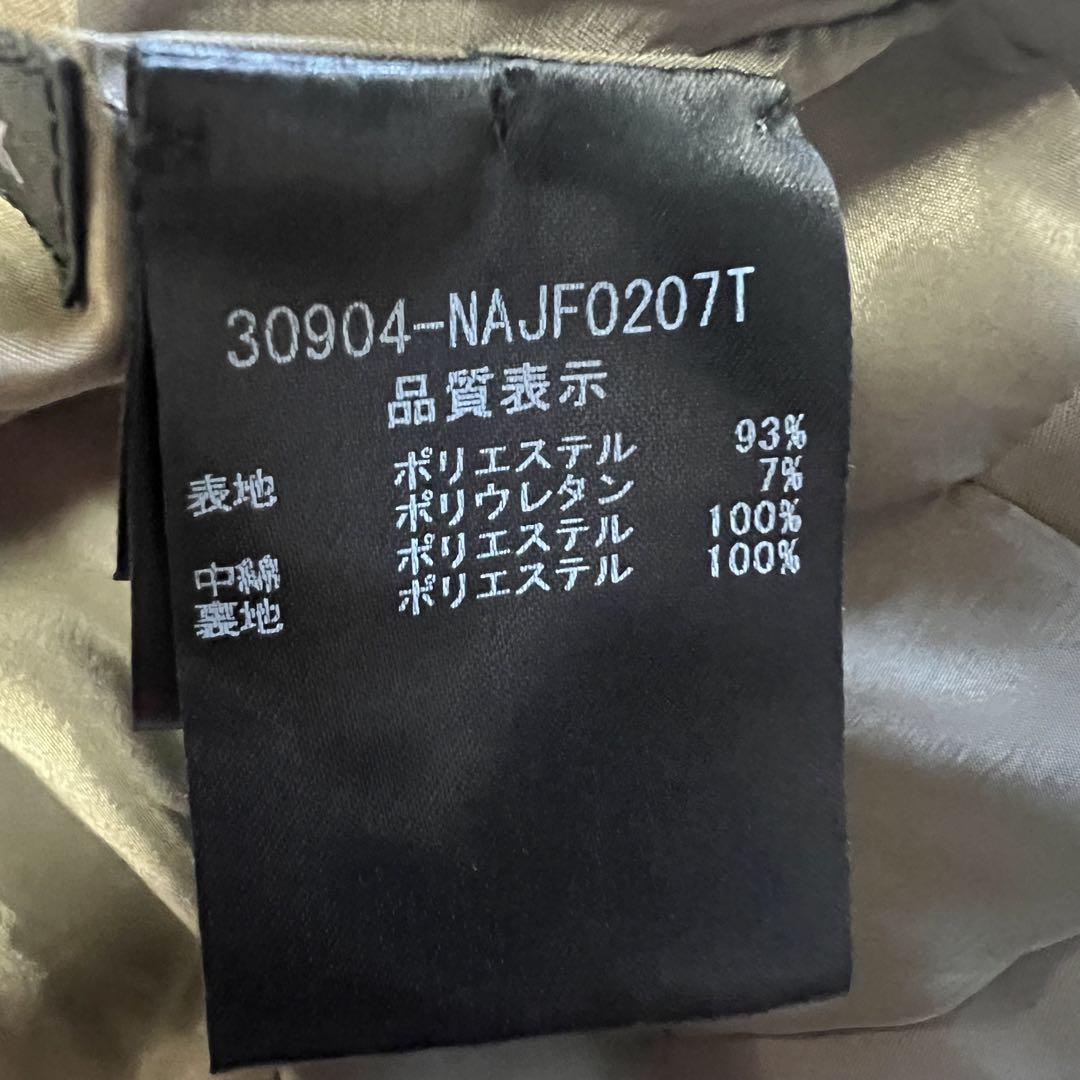 30904-NAJF0207T
品質表示
表地 ポリエステル 93%
ポリウレタン 7%
中綿 ポリエステル 100%
裏地 ポリエステル 100%